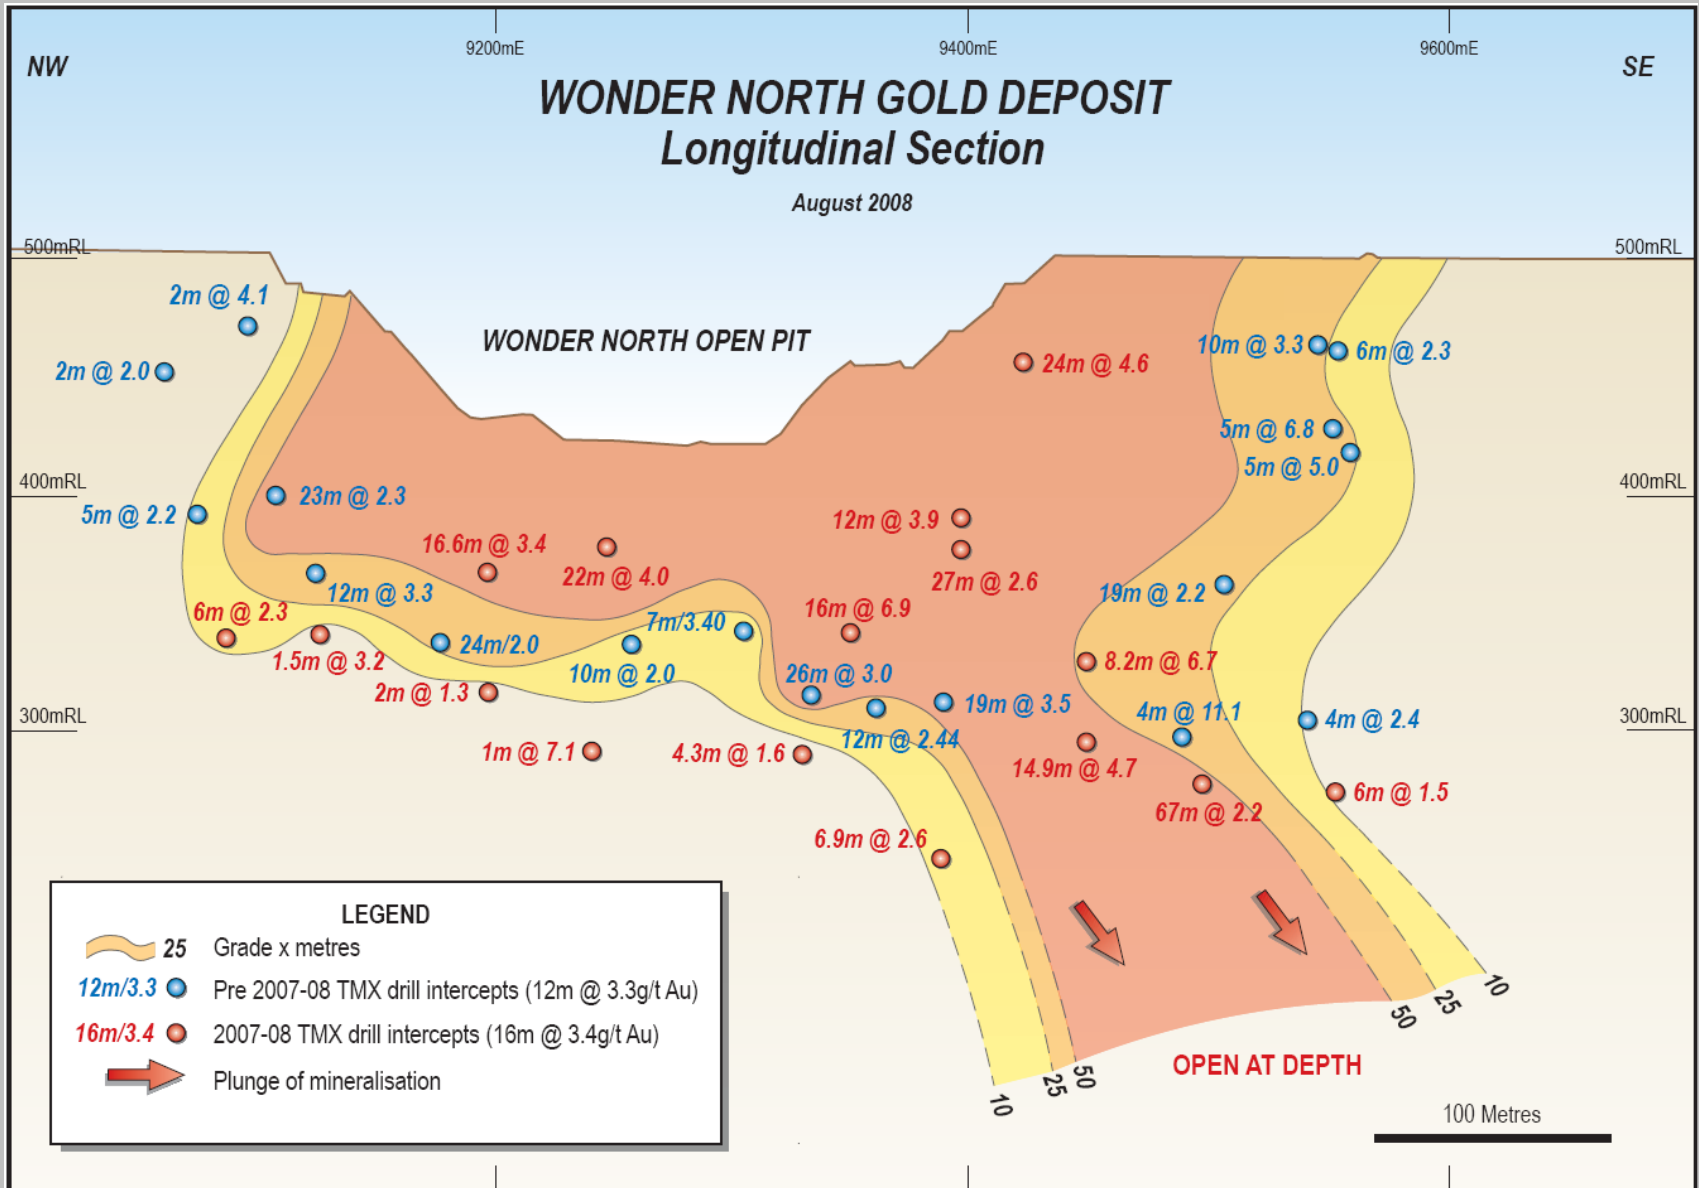 9200mE
9400mE
9600mE
NW
SE
WONDER NORTH GOLD DEPOSIT
Longitudinal Section
August 2008
500mRL
500mRL
2m @ 4.1
2m @ 2.0
WONDER NORTH OPEN PIT
24m @ 4.6
10m @ 3.3
6m @ 2.3
5m @ 6.8
5m @ 5.0
400mRL
400mRL
23m @ 2.3
5m @ 2.2
12m @ 3.9
16.6m @ 3.4
22m @ 4.0
27m @ 2.6
12m @ 3.3
19m @ 2.2
6m @ 2.3
16m @ 6.9
7m/3.40
24m/2.0
1.5m @ 3.2
10m @ 2.0
26m @ 3.0
8.2m @ 6.7
2m @ 1.3
19m @ 3.5
4m @ 11.1
4m @ 2.4
300mRL
300mRL
12m @ 2.44
1m @ 7.1
4.3m @ 1.6
14.9m @ 4.7
6m @ 1.5
67m @ 2.2
6.9m @ 2.6
LEGEND
25 Grade x metres
12m/3.3 Pre 2007-08 TMX drill intercepts (12m @ 3.3g/t Au)
16m/3.4 2007-08 TMX drill intercepts (16m @ 3.4g/t Au)
Plunge of mineralisation
10
25
50
50
25
10
OPEN AT DEPTH
100 Metres